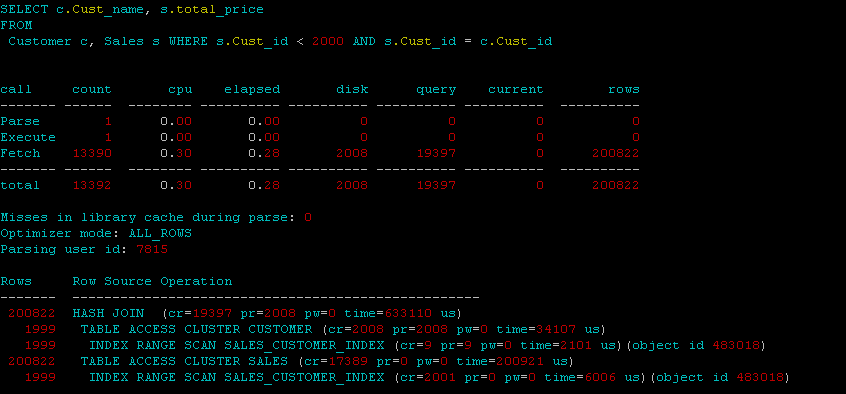 SELECT c.Cust_name, s.total_price
FROM
Customer c, Sales s WHERE s.Cust_id < 2000 AND s.Cust_id = c.Cust_id
call count cpu elapsed disk query current rows
------- ------ -------- ---------- ---------- ---------- ---------- ----------
Parse 1 0.00 0.00 0 0 0 0
Execute 1 0.00 0.00 0 0 0 0
Fetch 13390 0.30 0.28 2008 19397 0 200822
------- ------ -------- ---------- ---------- ---------- ---------- ----------
total 13392 0.30 0.28 2008 19397 0 200822
Misses in library cache during parse: 0
Optimizer mode: ALL_ROWS
Parsing user id: 7815
Rows Row Source Operation
------- ---------------------------------------------------
200822 HASH JOIN (cr=19397 pr=2008 pw=0 time=633110 us)
1999 TABLE ACCESS CLUSTER CUSTOMER (cr=2008 pr=2008 pw=0 time=34107 us)
1999 INDEX RANGE SCAN SALES_CUSTOMER_INDEX (cr=9 pr=9 pw=0 time=2101 us)(object id 483018)
200822 TABLE ACCESS CLUSTER SALES (cr=17389 pr=0 pw=0 time=200921 us)
1999 INDEX RANGE SCAN SALES_CUSTOMER_INDEX (cr=2001 pr=0 pw=0 time=6006 us)(object id 483018)